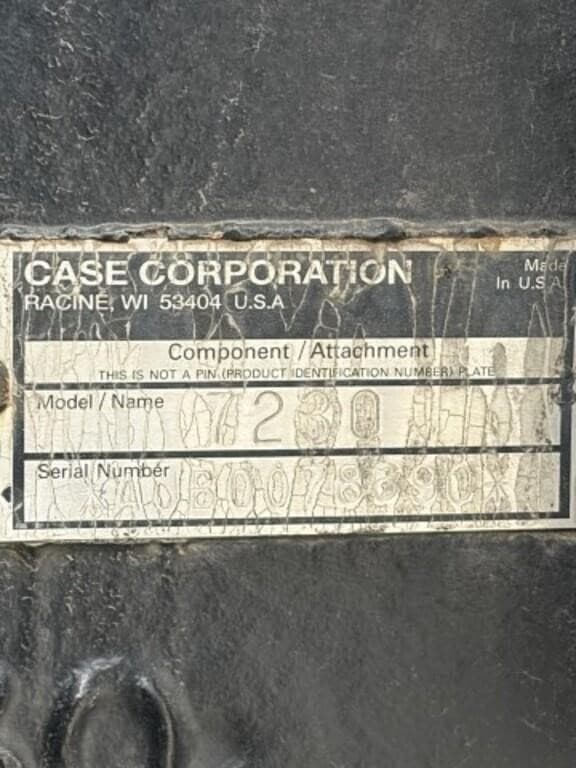 CASE CORPORATION
RACINE, WI 53404 U.S.A
Made
In U.S.A
Component / Attachment
THIS IS NOT A PIN (PRODUCT IDENTIFICATION NUMBER) PLATE
Model / Name 7230
Serial Number